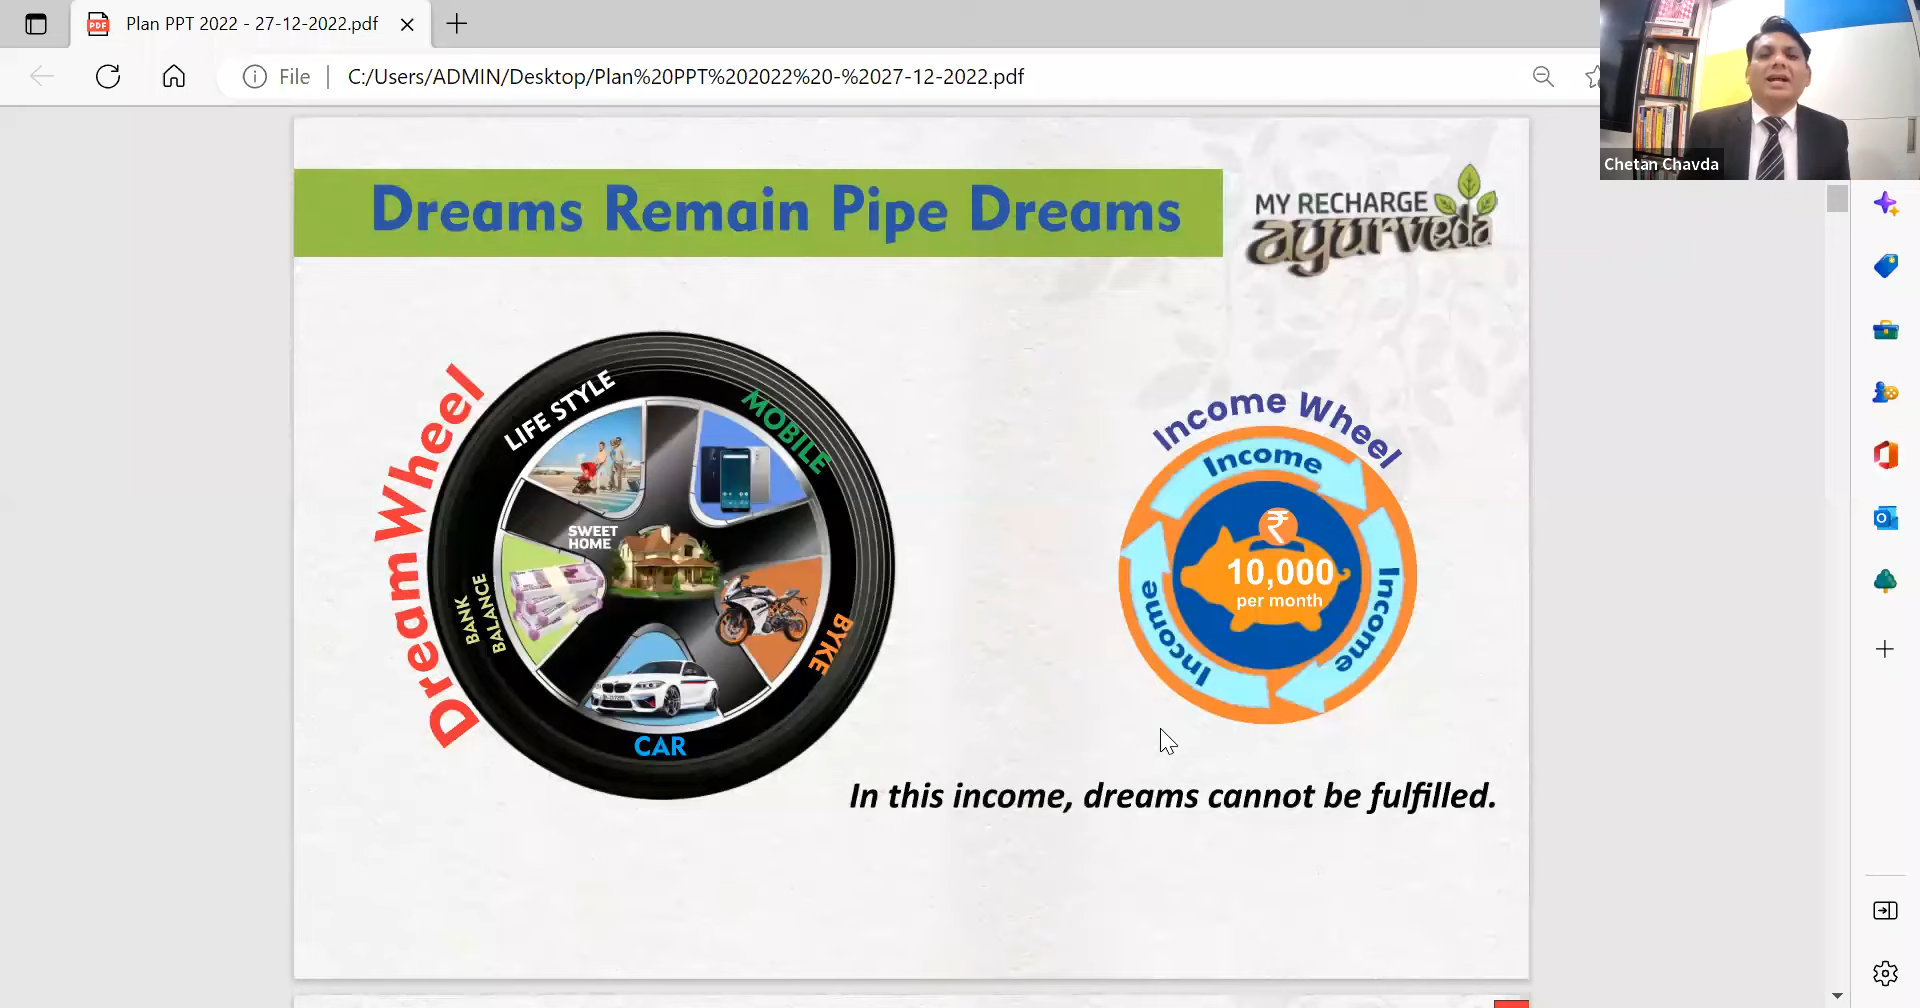 Plan PPT 2022 - 27-12-2022.pdf
PDF
File
C:/Users/ADMIN/Desktop/Plan%20PPT%202022%20-%2027-12-2022.pdf
Chetan Chavda
Dreams Remain Pipe Dreams
MY RECHARGE
ayurveda
Dream Wheel
LIFE STYLE
MOBILE
SWEET
HOME
BANK
BALANCE
BYKE
CAR
Income Wheel
Income
Income
Income
₹
10,000
per month
In this income, dreams cannot be fulfilled.